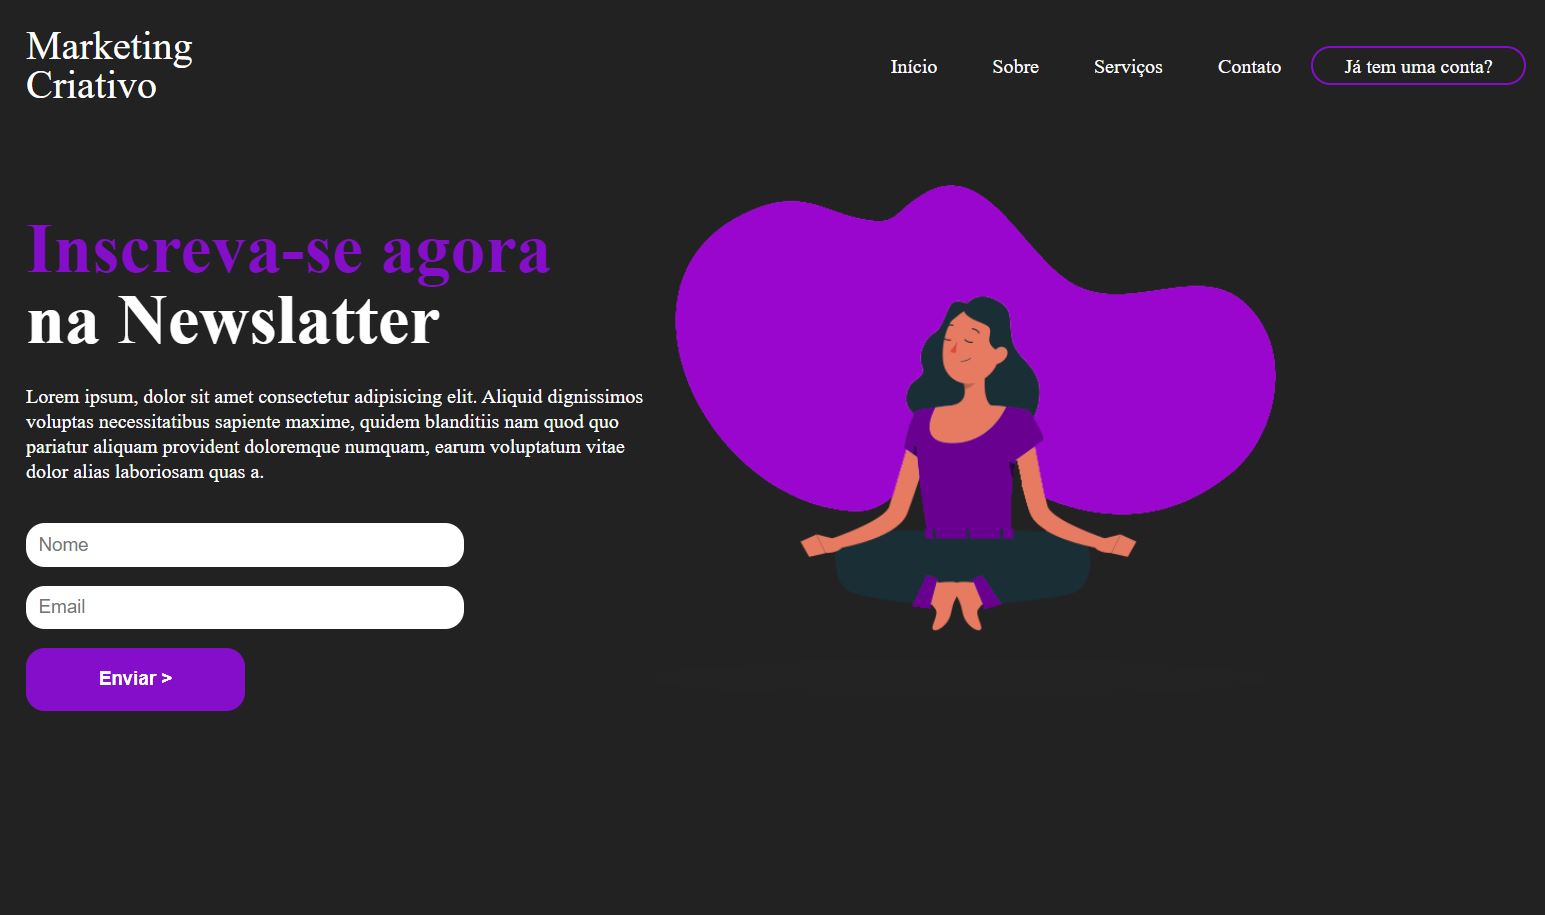 Marketing
Criativo
Início
Sobre
Serviços
Contato
Já tem uma conta?
Inscreva-se agora
na Newslatter
Lorem ipsum, dolor sit amet consectetur adipisicing elit. Aliquid dignissimos
voluptas necessitatibus sapiente maxime, quidem blanditiis nam quod quo
pariatur aliquam provident doloremque numquam, earum voluptatum vitae
dolor alias laboriosam quas a.
Nome
Email
Enviar >